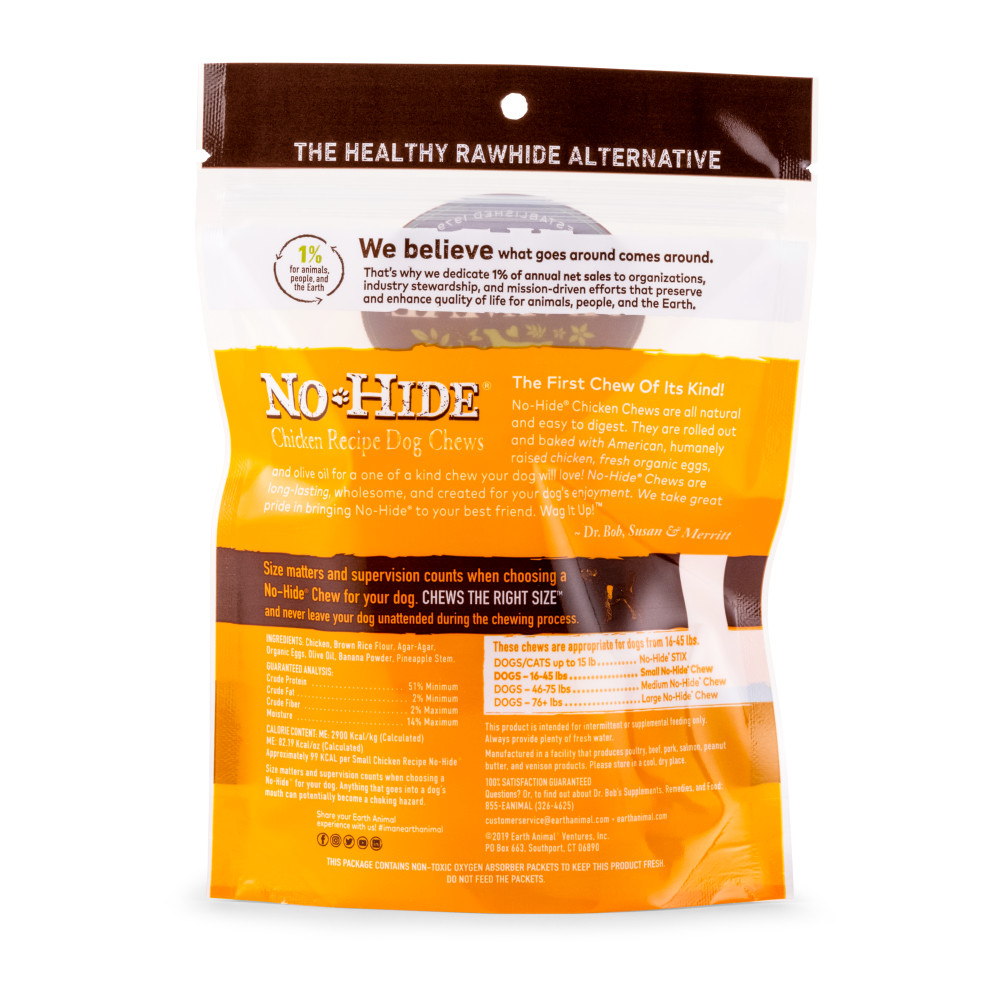 THE HEALTHY RAWHIDE ALTERNATIVE
ESTABLISHED 1979
1%
for animals,
people, and
the Earth
We believe what goes around comes around.
That's why we dedicate 1% of annual net sales to organizations,
industry stewardship, and mission-driven efforts that preserve
and enhance quality of life for animals, people, and the Earth.
NO-HIDE®
Chicken Recipe Dog Chews
The First Chew Of Its Kind!
No-Hide® Chicken Chews are all natural
and easy to digest. They are rolled out
and baked with American, humanely
raised chicken, fresh organic eggs,
and olive oil for a one of a kind chew your dog will love! No-Hide® Chews are
long-lasting, wholesome, and created for your dog's enjoyment. We take great
pride in bringing No-Hide® to your best friend. Wag It Up!™
~ Dr. Bob, Susan & Merritt
Size matters and supervision counts when choosing a
No-Hide® Chew for your dog. CHEWS THE RIGHT SIZE™
and never leave your dog unattended during the chewing process.
INGREDIENTS: Chicken, Brown Rice Flour, Agar-Agar,
Organic Eggs, Olive Oil, Banana Powder, Pineapple Stem.
GUARANTEED ANALYSIS:
Crude Protein .......... 51% Minimum
Crude Fat .......... 2% Minimum
Crude Fiber .......... 2% Maximum
Moisture .......... 14% Maximum
CALORIE CONTENT: ME: 2900 Kcal/kg (Calculated)
ME: 82.19 Kcal/oz (Calculated)
Approximately 99 KCAL per Small Chicken Recipe No-Hide®
Size matters and supervision counts when choosing a
No-Hide® for your dog. Anything that goes into a dog's
mouth can potentially become a choking hazard.
Share your Earth Animal
experience with us! #imanearthanimal
These chews are appropriate for dogs from 16-45 lbs.
DOGS/CATS up to 15 lb .......... No-Hide® STIX
DOGS – 16-45 lbs .......... Small No-Hide® Chew
DOGS – 46-75 lbs .......... Medium No-Hide® Chew
DOGS – 76+ lbs .......... Large No-Hide® Chew
This product is intended for intermittent or supplemental feeding only.
Always provide plenty of fresh water.
Manufactured in a facility that produces poultry, beef, pork, salmon, peanut
butter, and venison products. Please store in a cool, dry place.
100% SATISFACTION GUARANTEED
Questions? Or, to find out about Dr. Bob's Supplements, Remedies, and Food:
855-EANIMAL (326-4625)
customerservice@earthanimal.com • earthanimal.com
©2019 Earth Animal® Ventures, Inc.
PO Box 663, Southport, CT 06890
THIS PACKAGE CONTAINS NON-TOXIC OXYGEN ABSORBER PACKETS TO KEEP THIS PRODUCT FRESH.
DO NOT FEED THE PACKETS.